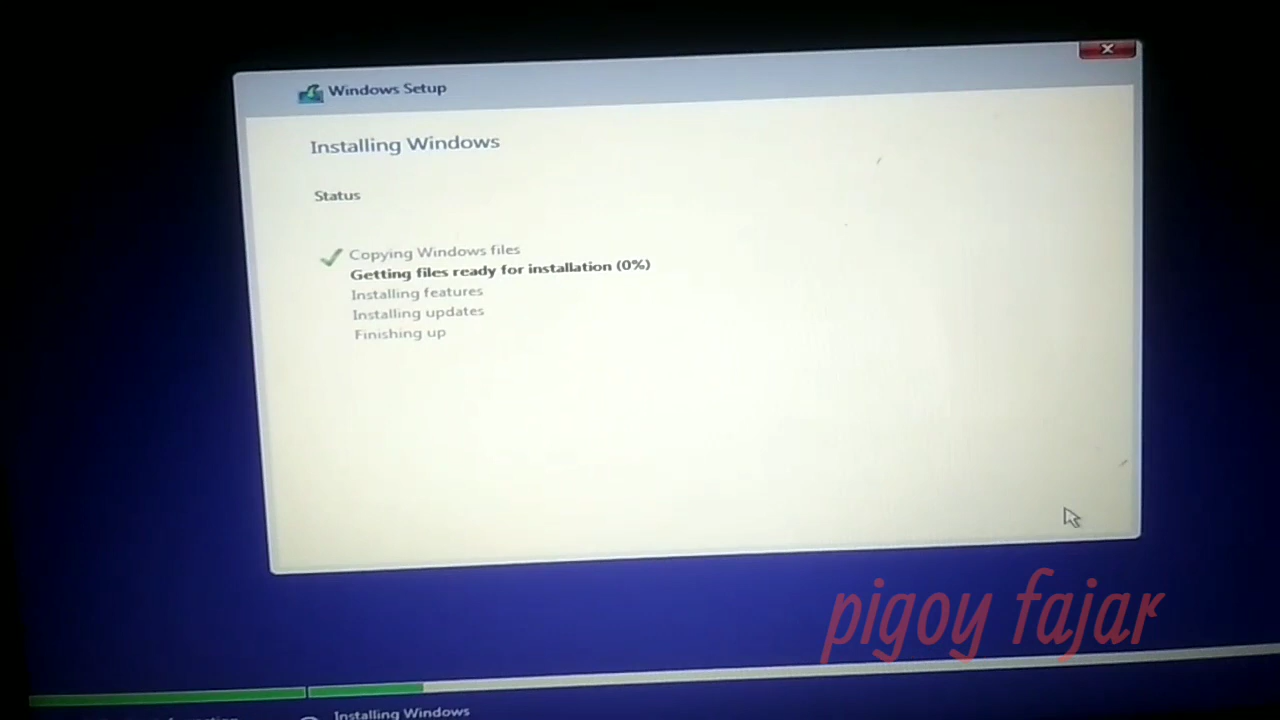 Windows Setup
Installing Windows
Status
Copying Windows files
Getting files ready for installation (0%)
Installing features
Installing updates
Finishing up
pigoy fajar
Installing Windows